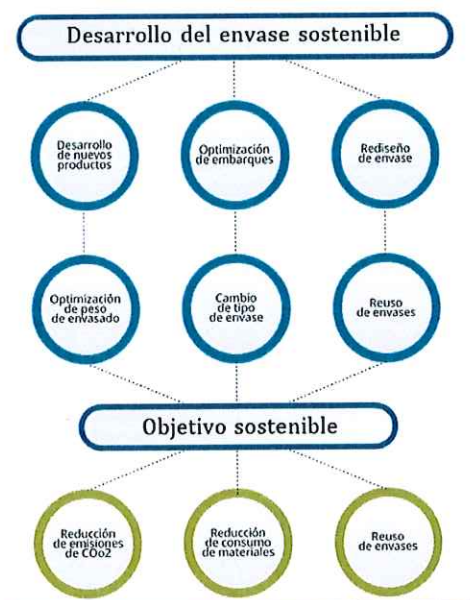 Desarrollo del envase sostenible
Desarrollo
de nuevos
productos
Optimización
de embarques
Rediseño
de envase
Optimización
de peso
de envasado
Cambio
de tipo
de envase
Reuso
de envases
Objetivo sostenible
Reducción
de emisiones
de COo2
Reducción
de consumo
de materiales
Reuso
de envases